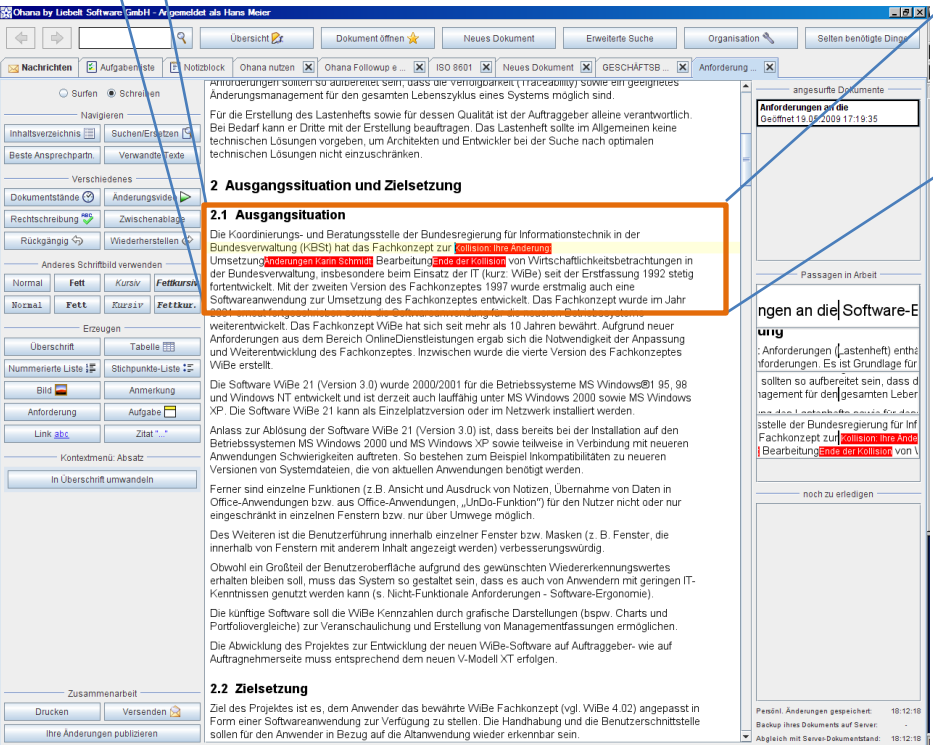 Ohana by Liebelt Software GmbH - Angemeldet als Hans Meier
Übersicht
Dokument öffnen
Neues Dokument
Erweiterte Suche
Organisation
Selten benötigte Dinge
Nachrichten
Aufgabenliste
Notizblock
Ohana nutzen
Ohana Followup e ...
ISO 8601
Neues Dokument
GESCHÄFTSB ...
Anforderung ...
Surfen
Schreiben
Navigieren
Inhaltsverzeichnis
Suchen/Ersetzen
Beste Ansprechpartn.
Verwandte Texte
Verschiedenes
Dokumentstände
Änderungsvideo
Rechtschreibung
Zwischenablage
Rückgängig
Wiederherstellen
Anderes Schriftbild verwenden
Normal
Fett
Kursiv
Fettkursiv
Normal
Fett
Kursiv
Fettkur.
Erzeugen
Überschrift
Tabelle
Nummerierte Liste
Stichpunkte-Liste
Bild
Anmerkung
Anforderung
Aufgabe
Link abc
Zitat "..."
Kontextmenü: Absatz
In Überschrift umwandeln
Zusammenarbeit
Drucken
Versenden
Ihre Änderungen publizieren
Anforderungen sollten so aufbereitet sein, dass die Verfolgbarkeit (Traceability) sowie ein geeignetes
Änderungsmanagement für den gesamten Lebenszyklus eines Systems möglich sind.
Für die Erstellung des Lastenhefts sowie für dessen Qualität ist der Auftraggeber alleine verantwortlich.
Bei Bedarf kann er Dritte mit der Erstellung beauftragen. Das Lastenheft sollte im Allgemeinen keine
technischen Lösungen vorgeben, um Architekten und Entwickler bei der Suche nach optimalen
technischen Lösungen nicht einzuschränken.
2 Ausgangssituation und Zielsetzung
2.1 Ausgangsituation
Die Koordinierungs- und Beratungsstelle der Bundesregierung für Informationstechnik in der
Bundesverwaltung (KBSt) hat das Fachkonzept zur Kollision: Ihre Änderung:
Umsetzung Änderungen Karin Schmidt: Bearbeitung Ende der Kollision von Wirtschaftlichkeitsbetrachtungen in
der Bundesverwaltung, insbesondere beim Einsatz der IT (kurz: WiBe) seit der Erstfassung 1992 stetig
fortentwickelt. Mit der zweiten Version des Fachkonzeptes 1997 wurde erstmalig auch eine
Softwareanwendung zur Umsetzung des Fachkonzeptes entwickelt. Das Fachkonzept wurde im Jahr
weiterentwickelt. Das Fachkonzept WiBe hat sich seit mehr als 10 Jahren bewährt. Aufgrund neuer
Anforderungen aus dem Bereich OnlineDienstleistungen ergab sich die Notwendigkeit der Anpassung
und Weiterentwicklung des Fachkonzeptes. Inzwischen wurde die vierte Version des Fachkonzeptes
WiBe erstellt.
Die Software WiBe 21 (Version 3.0) wurde 2000/2001 für die Betriebssysteme MS Windows®1 95, 98
und Windows NT entwickelt und ist derzeit auch lauffähig unter MS Windows 2000 sowie MS Windows
XP. Die Software WiBe 21 kann als Einzelplatzversion oder im Netzwerk installiert werden.
Anlass zur Ablösung der Software WiBe 21 (Version 3.0) ist, dass bereits bei der Installation auf den
Betriebssystemen MS Windows 2000 und MS Windows XP sowie teilweise in Verbindung mit neueren
Anwendungen Schwierigkeiten auftreten. So bestehen zum Beispiel Inkompatibilitäten zu neueren
Versionen von Systemdateien, die von aktuellen Anwendungen benötigt werden.
Ferner sind einzelne Funktionen (z.B. Ansicht und Ausdruck von Notizen, Übernahme von Daten in
Office-Anwendungen bzw. aus Office-Anwendungen, „UnDo-Funktion") für den Nutzer nicht oder nur
eingeschränkt in einzelnen Fenstern bzw. nur über Umwege möglich.
Des Weiteren ist die Benutzerführung innerhalb einzelner Fenster bzw. Masken (z. B. Fenster, die
innerhalb von Fenstern mit anderem Inhalt angezeigt werden) verbesserungswürdig.
Obwohl ein Großteil der Benutzeroberfläche aufgrund des gewünschten Wiedererkennungswertes
erhalten bleiben soll, muss das System so gestaltet sein, dass es auch von Anwendern mit geringen IT-
Kenntnissen genutzt werden kann (s. Nicht-Funktionale Anforderungen - Software-Ergonomie).
Die künftige Software soll die WiBe Kennzahlen durch grafische Darstellungen (bspw. Charts und
Portfoliovergleiche) zur Veranschaulichung und Erstellung von Managementfassungen ermöglichen.
Die Abwicklung des Projektes zur Entwicklung der neuen WiBe-Software auf Auftraggeber- wie auf
Auftragnehmerseite muss entsprechend dem neuen V-Modell XT erfolgen.
2.2 Zielsetzung
Ziel des Projektes ist es, dem Anwender das bewährte WiBe Fachkonzept (vgl. WiBe 4.02) angepasst in
Form einer Softwareanwendung zur Verfügung zu stellen. Die Handhabung und die Benutzerschnittstelle
sollen für den Anwender in Bezug auf die Altanwendung wieder erkennbar sein.
angesurfte Dokumente
Anforderungen an die
Geöffnet 19.05.2009 17:19:35
Passagen in Arbeit
ngen an die Software-E
ung
: Anforderungen (Lastenheft) enthä
nforderungen. Es ist Grundlage für
sollten so aufbereitet sein, dass d
nagement für den gesamten Leber
sstelle der Bundesregierung für Inf
Fachkonzept zur Kollision: Ihre Ände
Bearbeitung Ende der Kollision von V
noch zu erledigen
Persönl. Änderungen gespeichert: 18:12:18
Backup ihres Dokuments auf Server: -
Abgleich mit Server-Dokumentstand: 18:12:18